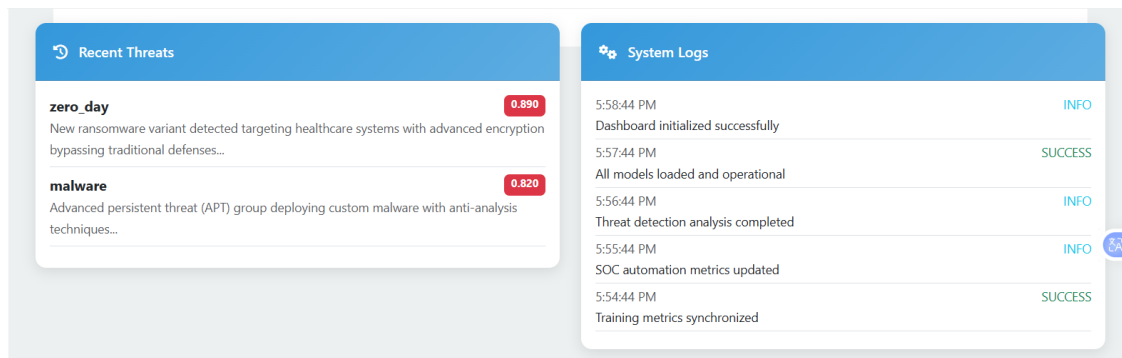 Recent Threats
zero_day 0.890
New ransomware variant detected targeting healthcare systems with advanced encryption
bypassing traditional defenses...
malware 0.820
Advanced persistent threat (APT) group deploying custom malware with anti-analysis
techniques...
System Logs
5:58:44 PM INFO
Dashboard initialized successfully
5:57:44 PM SUCCESS
All models loaded and operational
5:56:44 PM INFO
Threat detection analysis completed
5:55:44 PM INFO
SOC automation metrics updated
5:54:44 PM SUCCESS
Training metrics synchronized